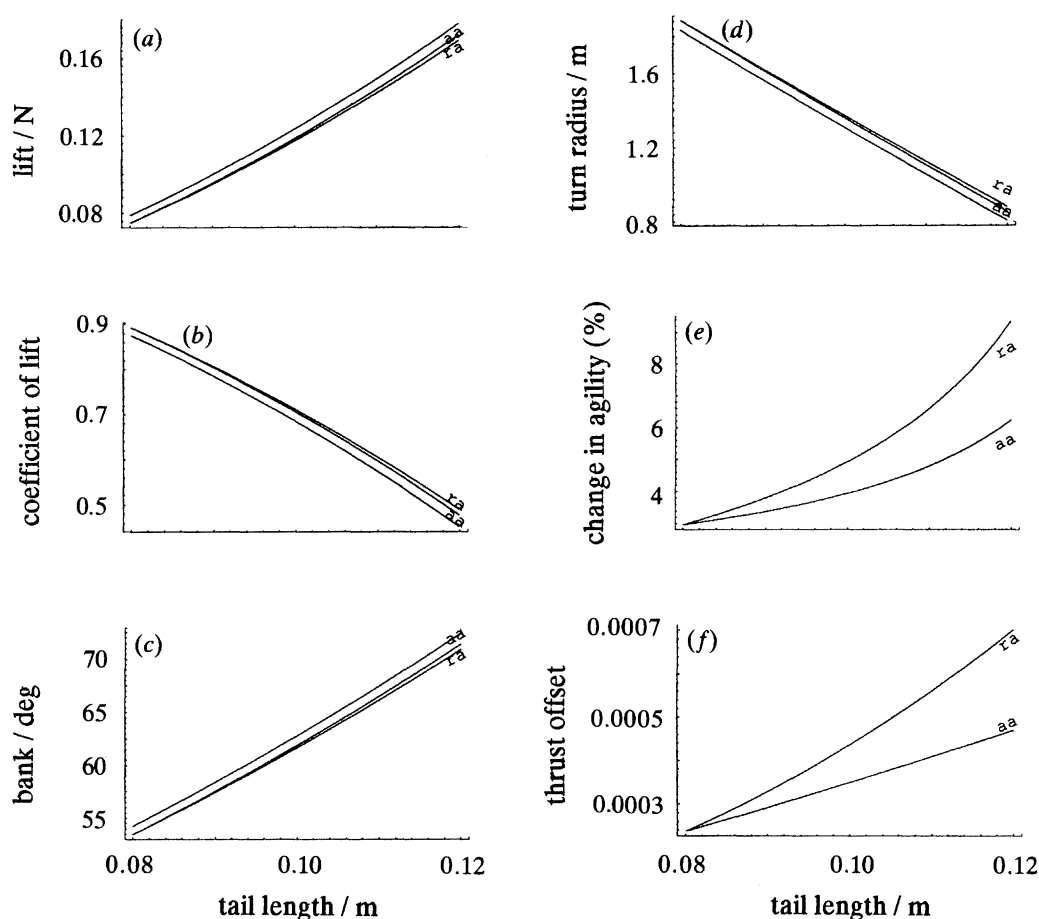 (a)
0.16
0.12
0.08
lift / N
aa
ra
(b)
0.9
0.7
0.5
coefficient of lift
ra
aa
(c)
70
65
60
55
bank / deg
aa
ra
0.08
0.10
0.12
tail length / m
(d)
1.6
1.2
0.8
turn radius / m
ra
aa
(e)
8
6
4
change in agility (%)
ra
aa
(f)
0.0007
0.0005
0.0003
thrust offset
ra
aa
0.08
0.10
0.12
tail length / m